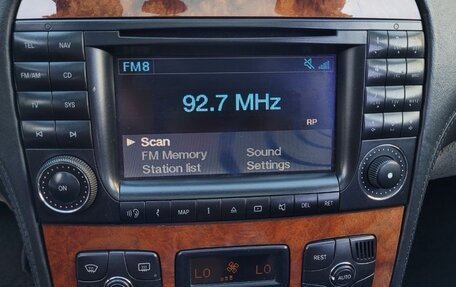 TEL NAV
FM8
FM/AM CD
92.7 MHz
TV SYS
RP
Scan
FM Memory Sound
Station list Settings
ON
MAP i DEL RET
LO LO
REST
AUTO